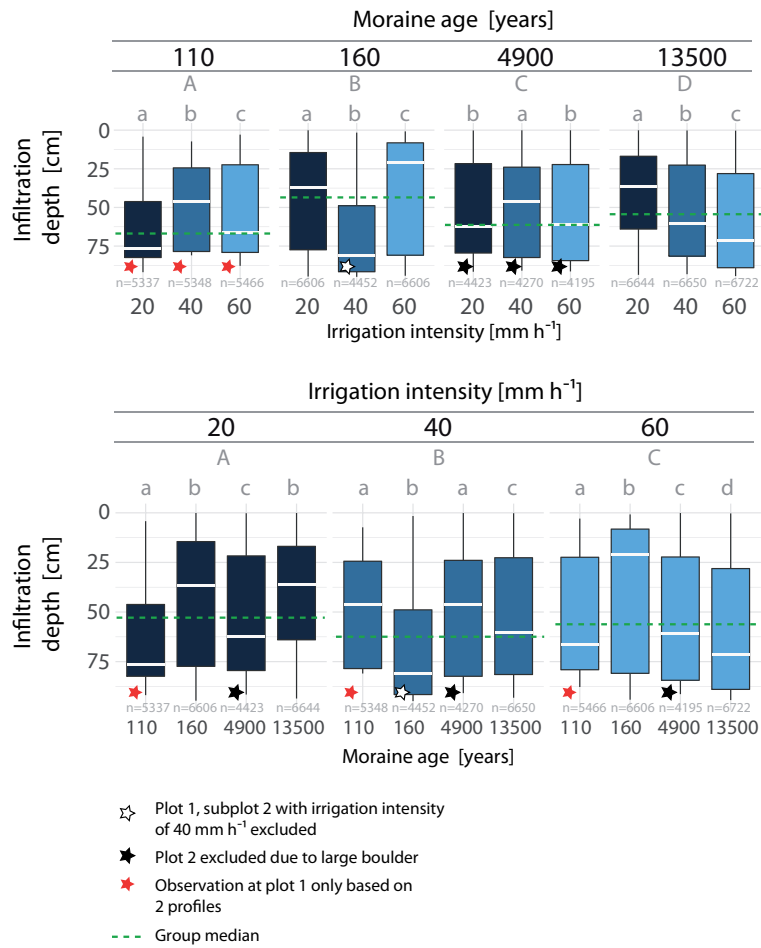 Moraine age [years]
110 160 4900 13500
A B C D
a b c a b c b a b a b c
Infiltration
depth [cm]
0
25
50
75
n=5337 n=5348 n=5466 n=6606 n=4452 n=6606 n=4423 n=4270 n=4195 n=6644 n=6650 n=6722
20 40 60 20 40 60 20 40 60 20 40 60
Irrigation intensity [mm h⁻¹]
Irrigation intensity [mm h⁻¹]
20 40 60
A B C
a b c b a b a c a b c d
Infiltration
depth [cm]
0
25
50
75
n=5337 n=6606 n=4423 n=6644 n=5348 n=4452 n=4270 n=6650 n=5466 n=6606 n=4195 n=6722
110 160 4900 13500 110 160 4900 13500 110 160 4900 13500
Moraine age [years]
Plot 1, subplot 2 with irrigation intensity
of 40 mm h⁻¹ excluded
Plot 2 excluded due to large boulder
Observation at plot 1 only based on
2 profiles
Group median